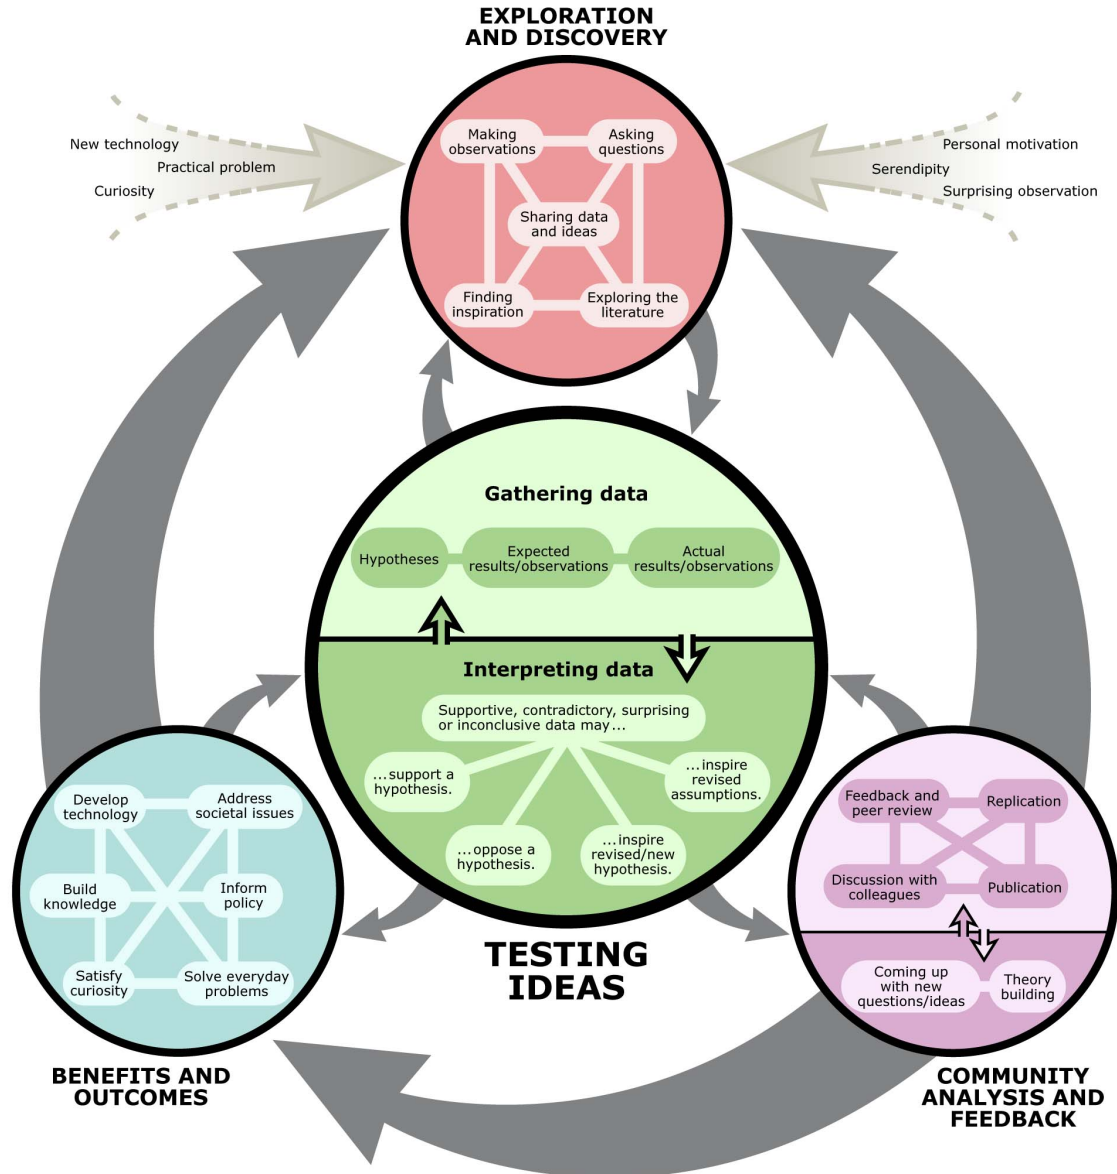 EXPLORATION
AND DISCOVERY
New technology
Practical problem
Curiosity
Personal motivation
Serendipity
Surprising observation
Making
observations
Asking
questions
Sharing data
and ideas
Finding
inspiration
Exploring the
literature
Gathering data
Hypotheses
Expected
results/observations
Actual
results/observations
Interpreting data
Supportive, contradictory, surprising
or inconclusive data may...
...support a
hypothesis.
...inspire
revised
assumptions.
...oppose a
hypothesis.
...inspire
revised/new
hypothesis.
TESTING
IDEAS
Develop
technology
Address
societal issues
Build
knowledge
Inform
policy
Satisfy
curiosity
Solve everyday
problems
BENEFITS AND
OUTCOMES
Feedback and
peer review
Replication
Discussion with
colleagues
Publication
Coming up
with new
questions/ideas
Theory
building
COMMUNITY
ANALYSIS AND
FEEDBACK